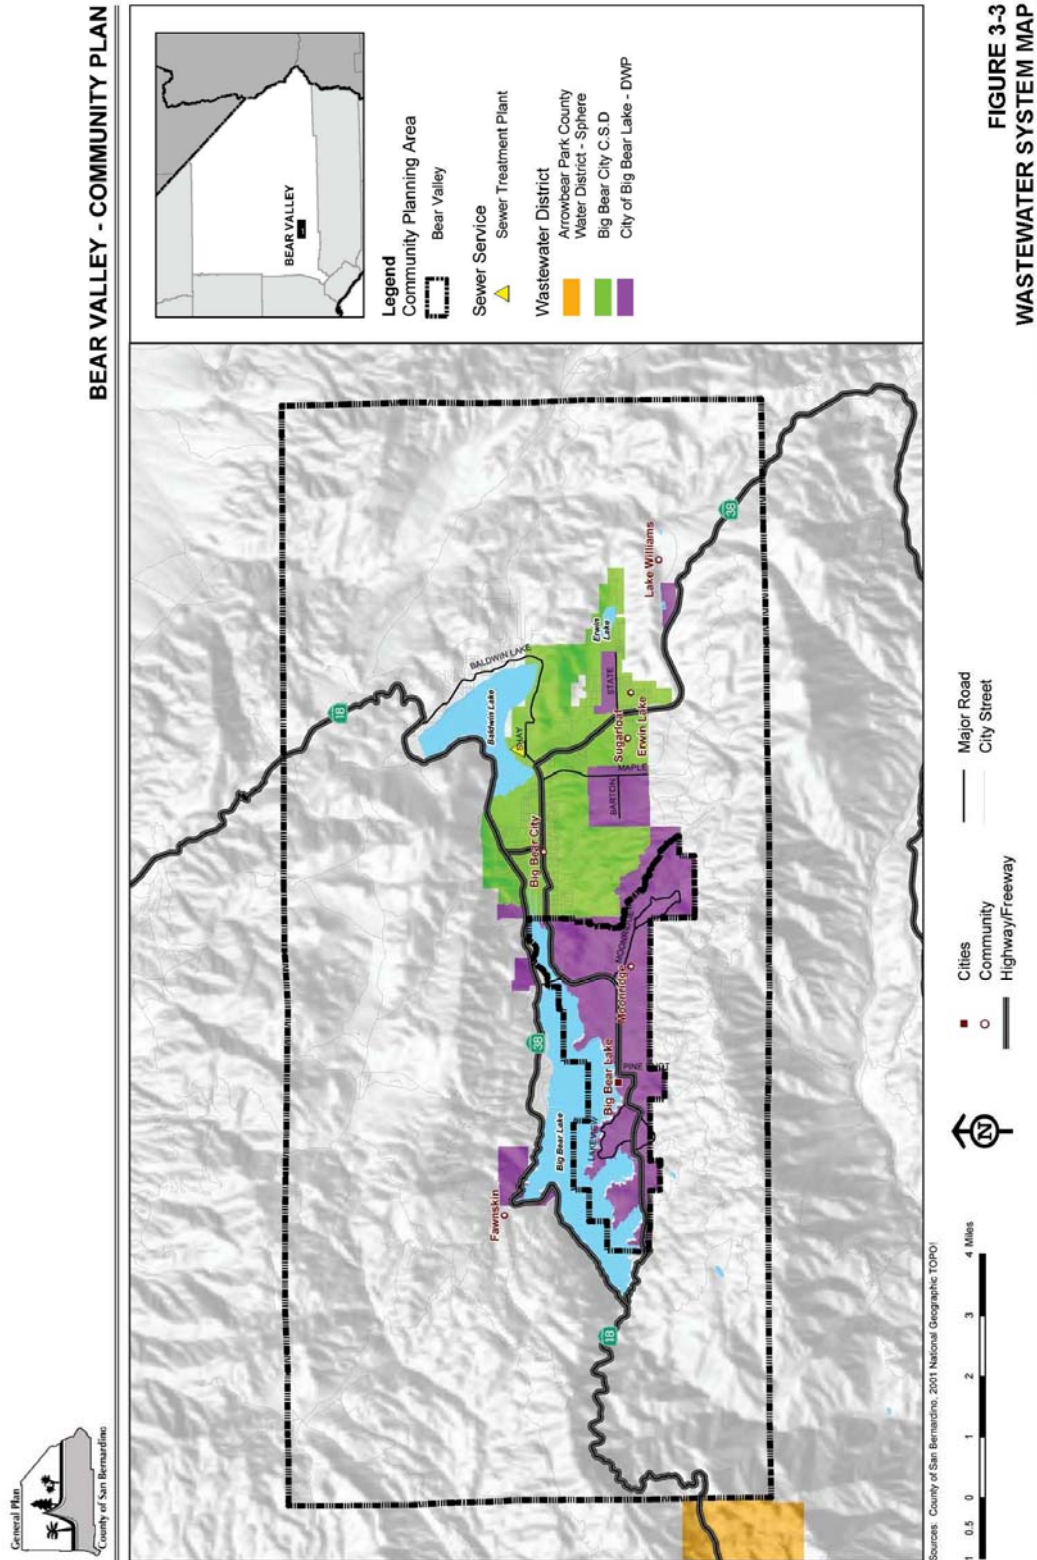 General Plan
County of San Bernardino
BEAR VALLEY - COMMUNITY PLAN
BEAR VALLEY
Legend
Community Planning Area
Bear Valley
Sewer Service
Sewer Treatment Plant
Wastewater District
Arrowbear Park County
Water District - Sphere
Big Bear City C.S.D
City of Big Bear Lake - DWP
18
BALDWIN LAKE
Baldwin Lake
SHAY
Big Bear City
38
Fawnskin
Big Bear Lake
LAKEVIEW
Big Bear Lake
PINE
Moonridge
BARTON
MAPLE
Sugarloaf
Erwin Lake
STATE
Erwin
Lake
Lake Williams
38
18
Sources: County of San Bernardino, 2001 National Geographic TOPO!
1 0.5 0 1 2 3 4 Miles
N
Cities
Community
Highway/Freeway
Major Road
City Street
FIGURE 3-3
WASTEWATER SYSTEM MAP